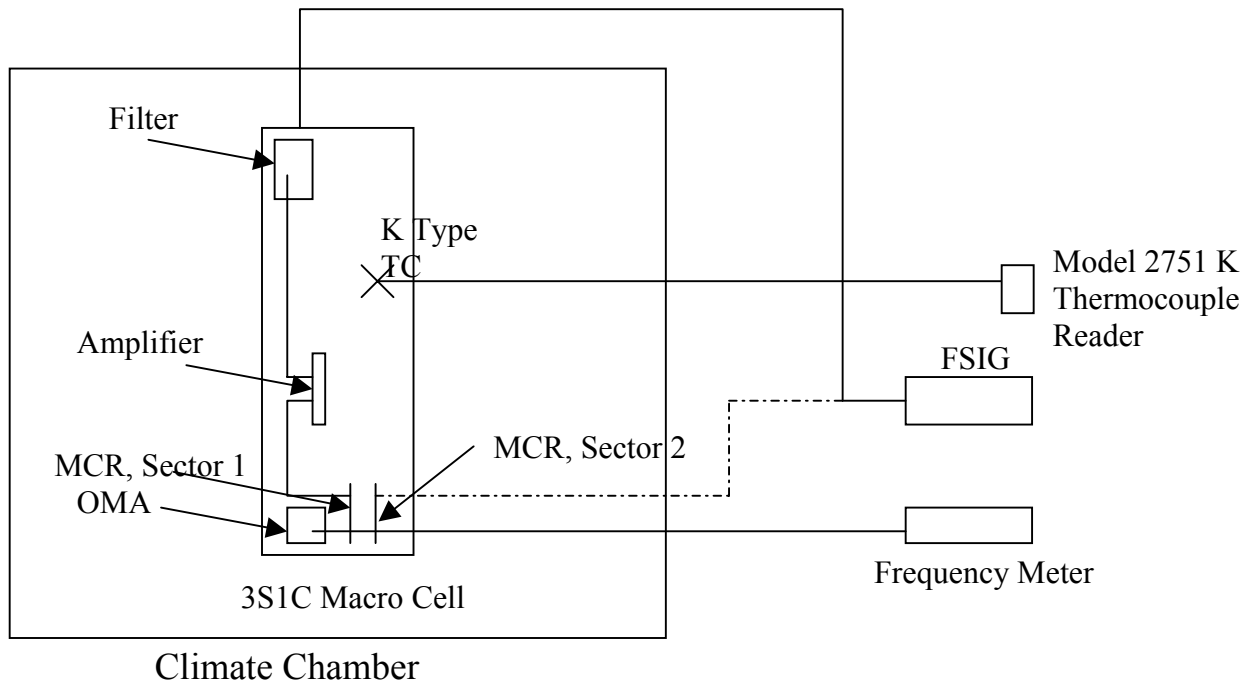 Filter
K Type
TC
Model 2751 K
Thermocouple
Reader
Amplifier
FSIG
MCR, Sector 2
MCR, Sector 1
OMA
Frequency Meter
3S1C Macro Cell
Climate Chamber